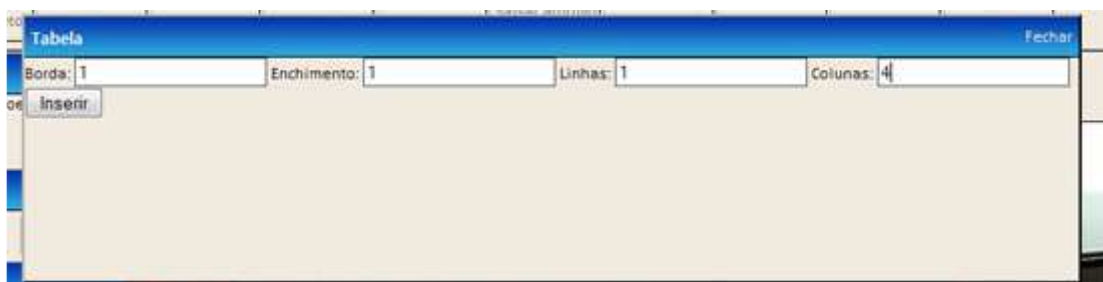 Tabela Fechar
Borda: 1 Enchimento: 1 Linhas: 1 Colunas: 4
Inserir